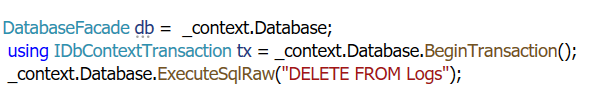 DatabaseFacade db = _context.Database;
using IDbContextTransaction tx = _context.Database.BeginTransaction();
_context.Database.ExecuteSqlRaw("DELETE FROM Logs");